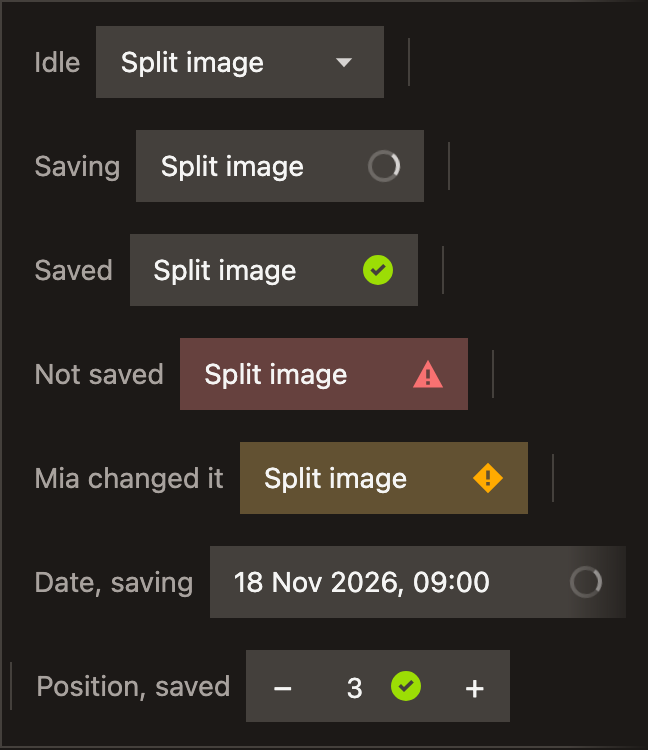 Idle Split image
Saving Split image
Saved Split image
Not saved Split image
Mia changed it Split image
Date, saving 18 Nov 2026, 09:00
Position, saved − 3 +